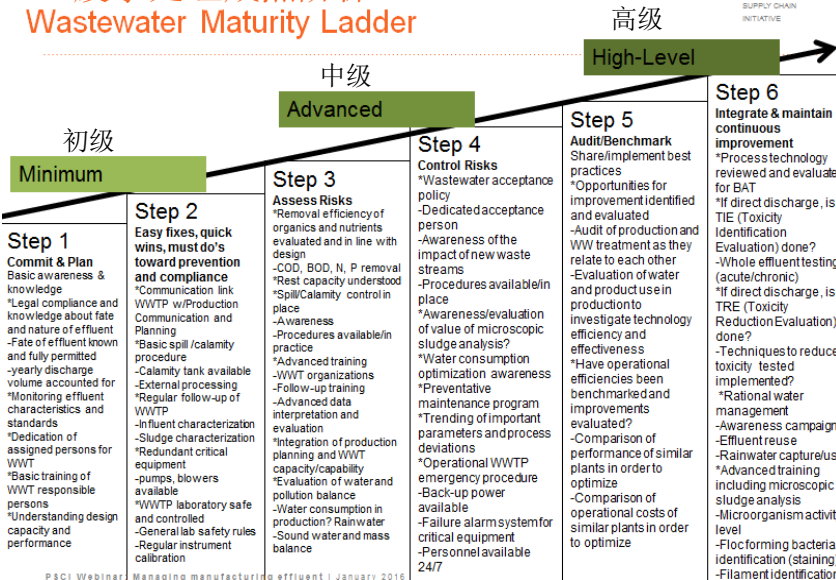 Wastewater Maturity Ladder
SUPPLY CHAIN
INITIATIVE
初级
Minimum
中级
Advanced
高级
High-Level
Step 1
Commit & Plan
Basic awareness &
knowledge
*Legal compliance and
knowledge about fate
and nature of effluent
-Fate of effluent known
and fully permitted
-yearly discharge
volume accounted for
*Monitoring effluent
characteristics and
standards
*Dedication of
assigned persons for
WWT
*Basic training of
WWT responsible
persons
*Understanding design
capacity and
performance
Step 2
Easy fixes, quick
wins, must do's
toward prevention
and compliance
*Communication link
WWTP w/Production
Communication and
Planning
*Basic spill /calamity
procedure
-Calamity tank available
-External processing
*Regular follow-up of
WWTP
-Influent characterization
-Sludge characterization
*Redundant critical
equipment
-pumps, blowers
available
*WWTP laboratory safe
and controlled
-General lab safety rules
-Regular instrument
calibration
Step 3
Assess Risks
*Removal efficiency of
organics and nutrients
evaluated and in line with
design
-COD, BOD, N, P removal
*Rest capacity understood
*Spill/Calamity control in
place
-Awareness
-Procedures available/in
practice
*Advanced training
-WWT organizations
-Follow-up training
-Advanced data
interpretation and
evaluation
*Integration of production
planning and WWT
capacity/capability
*Evaluation of water and
pollution balance
-Water consumption in
production? Rainwater
-Sound water and mass
balance
Step 4
Control Risks
*Wastewater acceptance
policy
-Dedicated acceptance
person
-Awareness of the
impact of new waste
streams
-Procedures available/in
place
*Awareness/evaluation
of value of microscopic
sludge analysis?
*Water consumption
optimization awareness
*Preventative
maintenance program
*Trending of important
parameters and process
deviations
*Operational WWTP
emergency procedure
-Back-up power
available
-Failure alarm system for
critical equipment
-Personnel available
24/7
Step 5
Audit/Benchmark
Share/implement best
practices
*Opportunities for
improvement identified
and evaluated
-Audit of production and
WW treatment as they
relate to each other
-Evaluation of water
and product use in
production to
investigate technology
efficiency and
effectiveness
*Have operational
efficiencies been
benchmarked and
improvements
evaluated?
-Comparison of
performance of similar
plants in order to
optimize
-Comparison of
operational costs of
similar plants in order
to optimize
Step 6
Integrate & maintain
continuous
improvement
*Process technology
reviewed and evaluate
for BAT
*If direct discharge, is
TIE (Toxicity
Identification
Evaluation) done?
-Whole effluent testing
(acute/chronic)
*If direct discharge, is
TRE (Toxicity
Reduction Evaluation)
done?
-Techniques to reduce
toxicity tested
implemented?
*Rational water
management
-Awareness campaign
-Effluent reuse
-Rainwater capture/us
*Advanced training
including microscopic
sludge analysis
-Microorganism activit
level
-Floc forming bacteria
identification (staining
-Filament identification
PSCI Webinar | Managing manufacturing effluent | January 2016